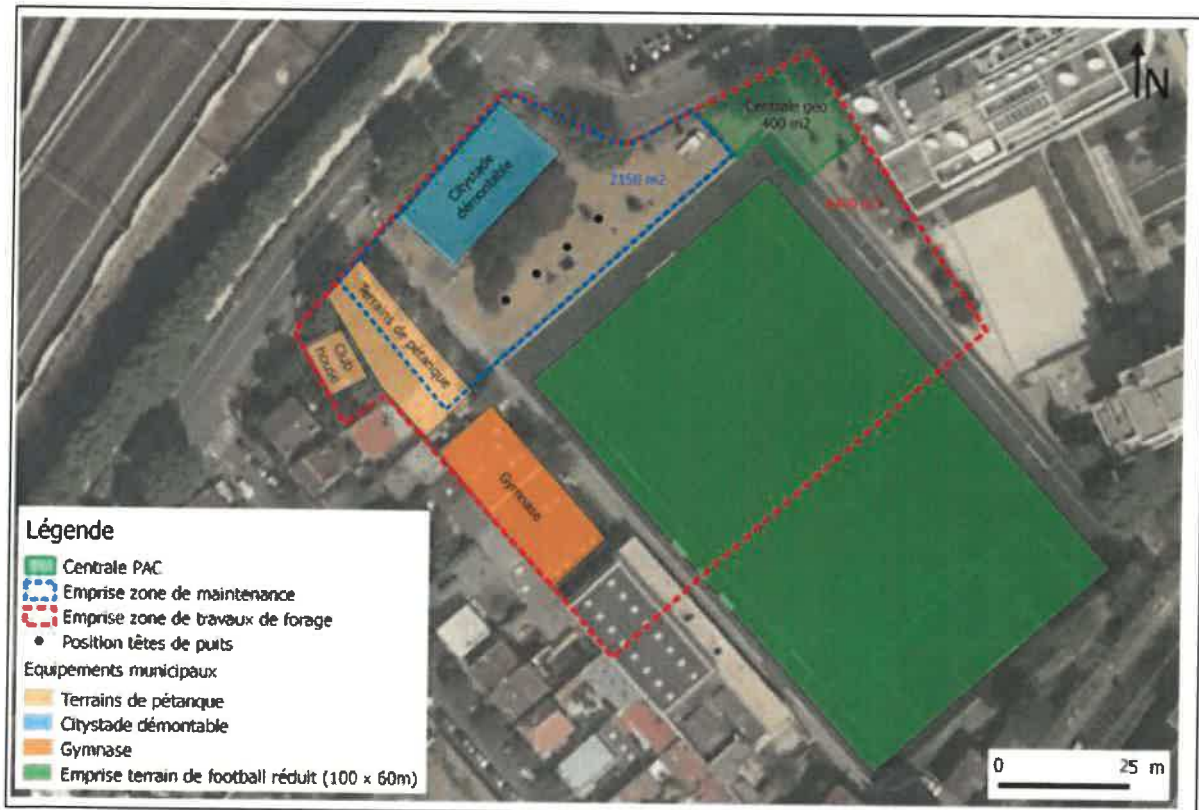 N
Centrale géo
400 m2
2150 m2
Citystade
démontable
Terrains de pétanque
Club
house
Gymnase
Légende
Centrale PAC
Emprise zone de maintenance
Emprise zone de travaux de forage
Position têtes de puits
Equipements municipaux
Terrains de pétanque
Citystade démontable
Gymnase
Emprise terrain de football réduit (100 x 60m)
0 25 m